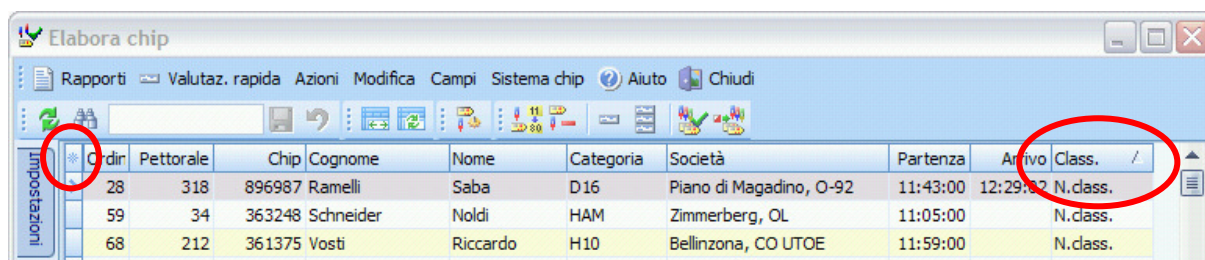 Elabora chip
Rapporti Valutaz. rapida Azioni Modifica Campi Sistema chip Aiuto Chiudi
11 80
Impostazioni
Ordin Pettorale Chip Cognome Nome Categoria Società Partenza Arrivo Class.
28 318 896987 Ramelli Saba D16 Piano di Magadino, O-92 11:43:00 12:29:02 N.class.
59 34 363248 Schneider Noldi HAM Zimmerberg, OL 11:05:00 N.class.
68 212 361375 Vosti Riccardo H10 Bellinzona, CO UTOE 11:59:00 N.class.